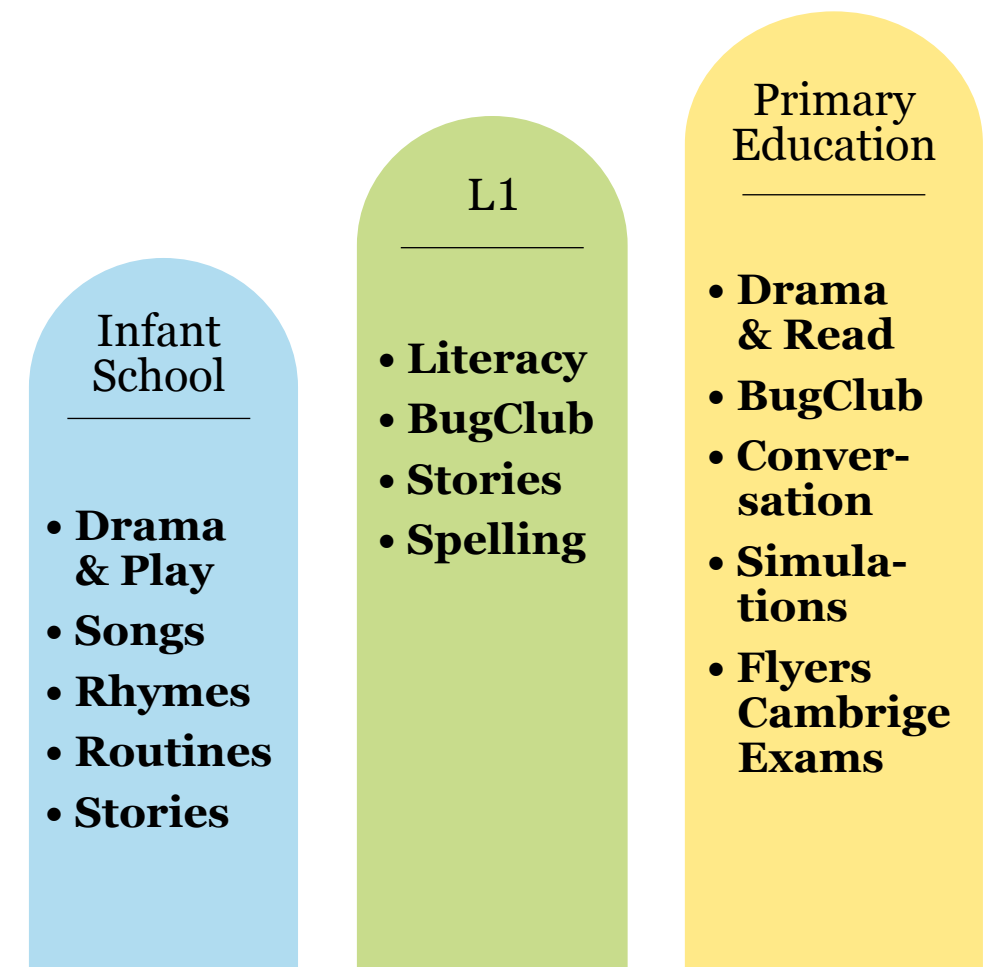 Infant
School
• Drama
& Play
• Songs
• Rhymes
• Routines
• Stories
L1
• Literacy
• BugClub
• Stories
• Spelling
Primary
Education
• Drama
& Read
• BugClub
• Conver-
sation
• Simula-
tions
• Flyers
Cambrige
Exams